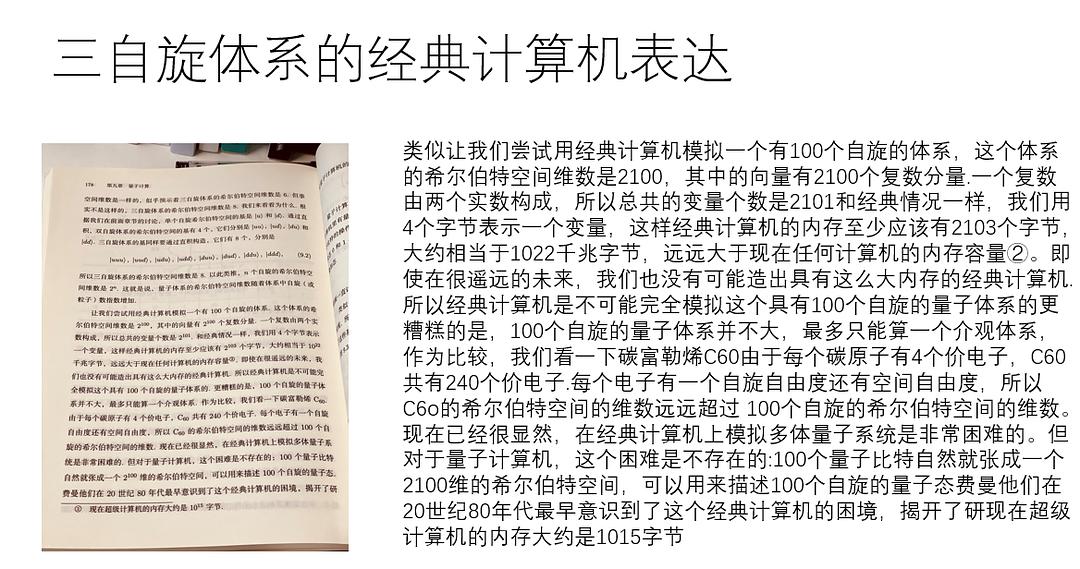 三自旋体系的经典计算机表达
178 第五章 量子计算
空间维数是一样的，似乎预示着三自旋体系的希尔伯特空间维数是 6. 但事
实不是这样的。三自旋体系的希尔伯特空间维数是 8. 我们来看看为什么. 根
据我们在前面章节的讨论，单个自旋希尔伯特空间的基是 |u⟩ 和 |d⟩. 通过直
积，双自旋体系的希尔伯特空间的基有 4 个，它们分别是 |uu⟩, |ud⟩, |du⟩ 和
|dd⟩. 三自旋体系的基同样要通过直积构造，它们有 8 个，分别是
|uuu⟩, |uud⟩, |udu⟩, |udd⟩, |duu⟩, |dud⟩, |ddu⟩, |ddd⟩, (9.2)
所以三自旋体系的希尔伯特空间维数是 8. 以此类推，n 个自旋的希尔伯特
空间维数是 2ⁿ. 这就是说，量子体系的希尔伯特空间维数随着体系中自旋（或
粒子）数指数增加.
让我们尝试用经典计算机模拟一个有 100 个自旋的体系. 这个体系的希
尔伯特空间维数是 2¹⁰⁰, 其中的向量有 2¹⁰⁰ 个复数分量. 一个复数由两个实
数构成，所以总共的变量个数是 2¹⁰¹. 和经典情况一样，我们用 4 个字节表示
一个变量，这样经典计算机的内存至少应该有 2¹⁰³ 个字节，大约相当于 10²²
千兆字节，远远大于现在任何计算机的内存容量②. 即使在很遥远的未来，我
们也没有可能造出具有这么大内存的经典计算机. 所以经典计算机是不可能完
全模拟这个具有 100 个自旋的量子体系的. 更糟糕的是，100 个自旋的量子体
系并不大，最多只能算一个介观体系. 作为比较，我们看一下碳富勒烯 C₆₀.
由于每个碳原子有 4 个价电子，C₆₀ 共有 240 个价电子. 每个电子有一个自旋
自由度还有空间自由度，所以 C₆₀ 的希尔伯特空间的维数远远超过 100 个自
旋的希尔伯特空间的维数. 现在已经很显然，在经典计算机上模拟多体量子系
统是非常困难的. 但对于量子计算机，这个困难是不存在的：100 个量子比特
自然就张成一个 2¹⁰⁰ 维的希尔伯特空间，可以用来描述 100 个自旋的量子态.
费曼他们在 20 世纪 80 年代最早意识到了这个经典计算机的困境，揭开了研
② 现在超级计算机的内存大约是 10¹⁵ 字节.
类似让我们尝试用经典计算机模拟一个有100个自旋的体系，这个体系
的希尔伯特空间维数是2100，其中的向量有2100个复数分量.一个复数
由两个实数构成，所以总共的变量个数是2101和经典情况一样，我们用
4个字节表示一个变量，这样经典计算机的内存至少应该有2103个字节，
大约相当于1022千兆字节，远远大于现在任何计算机的内存容量②。即
使在很遥远的未来，我们也没有可能造出具有这么大内存的经典计算机.
所以经典计算机是不可能完全模拟这个具有100个自旋的量子体系的更
糟糕的是，100个自旋的量子体系并不大，最多只能算一个介观体系，
作为比较，我们看一下碳富勒烯C60由于每个碳原子有4个价电子，C60
共有240个价电子.每个电子有一个自旋自由度还有空间自由度，所以
C6o的希尔伯特空间的维数远远超过 100个自旋的希尔伯特空间的维数。
现在已经很显然，在经典计算机上模拟多体量子系统是非常困难的。但
对于量子计算机，这个困难是不存在的:100个量子比特自然就张成一个
2100维的希尔伯特空间，可以用来描述100个自旋的量子态费曼他们在
20世纪80年代最早意识到了这个经典计算机的困境，揭开了研现在超级
计算机的内存大约是1015字节